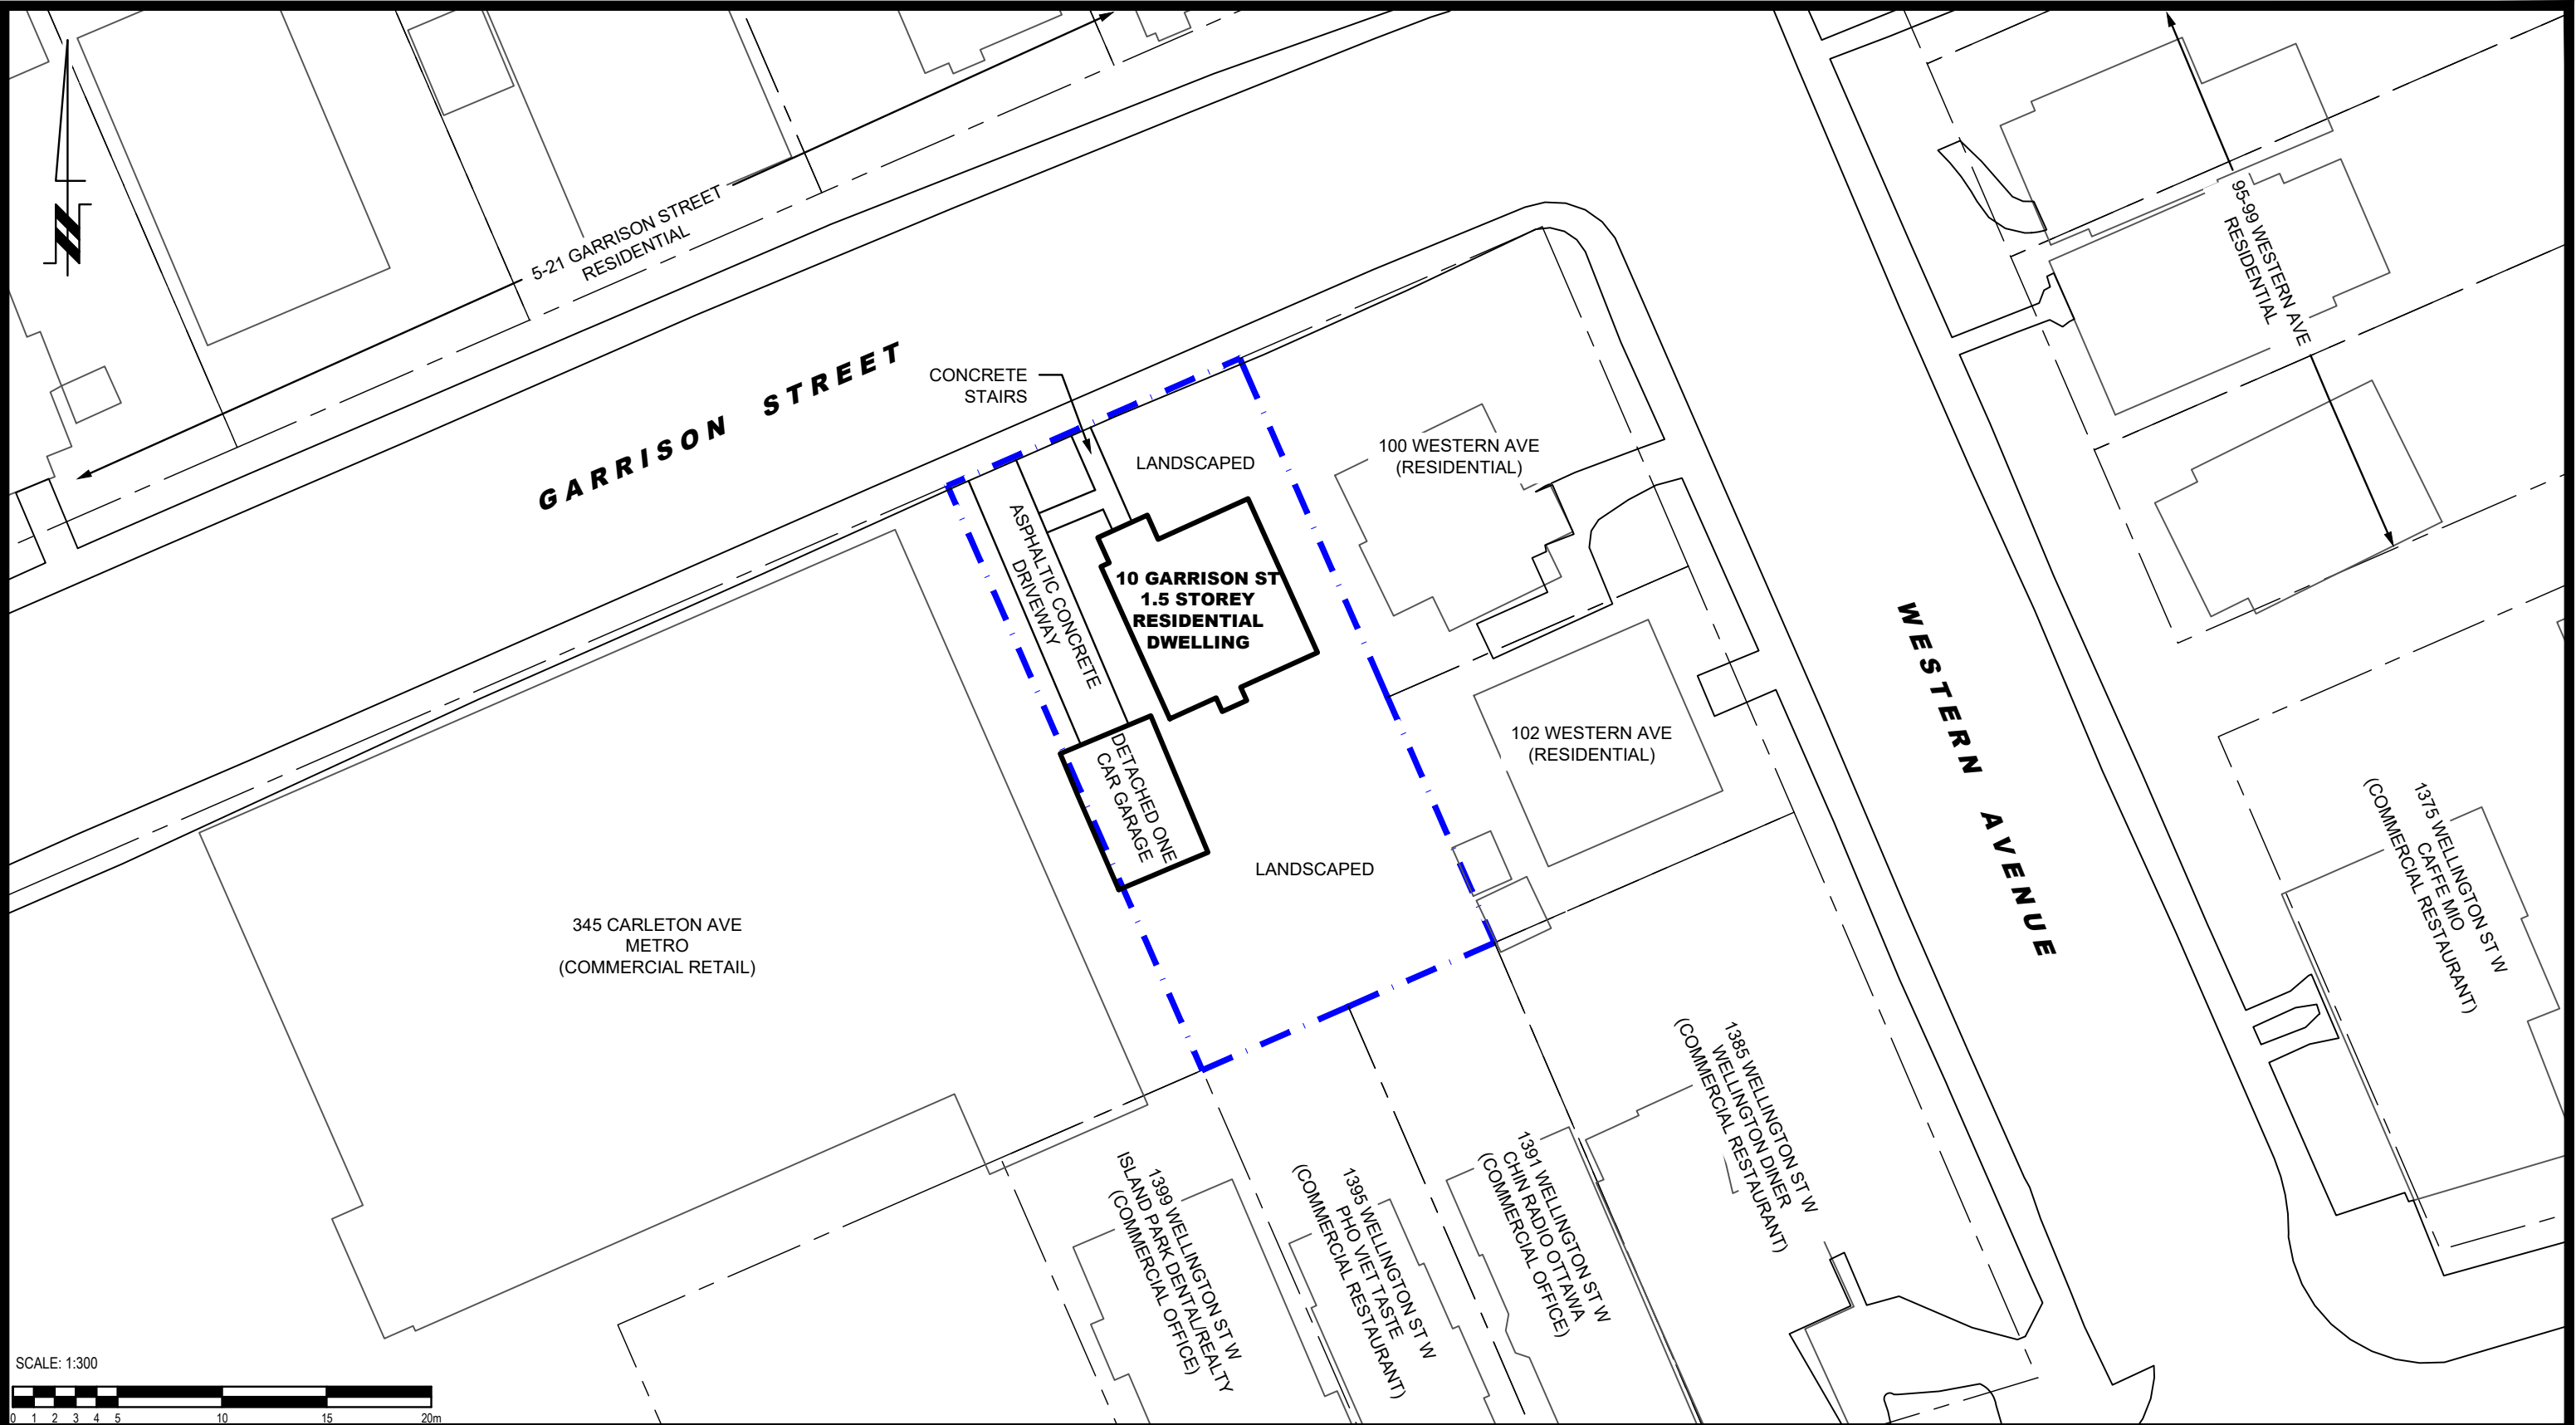 5-21 GARRISON STREET
RESIDENTIAL
95-99 WESTERN AVE
RESIDENTIAL
GARRISON STREET
CONCRETE
STAIRS
LANDSCAPED
100 WESTERN AVE
(RESIDENTIAL)
ASPHALTIC CONCRETE
DRIVEWAY
10 GARRISON ST
1.5 STOREY
RESIDENTIAL
DWELLING
WESTERN AVENUE
DETACHED ONE
CAR GARAGE
102 WESTERN AVE
(RESIDENTIAL)
LANDSCAPED
1375 WELLINGTON ST W
CAFFE MIO
(COMMERCIAL RESTAURANT)
345 CARLETON AVE
METRO
(COMMERCIAL RETAIL)
1385 WELLINGTON ST W
WELLINGTON DINER
(COMMERCIAL RESTAURANT)
1399 WELLINGTON ST W
ISLAND PARK DENTAL/REALTY
(COMMERCIAL OFFICE)
1395 WELLINGTON ST W
PHO VIET TASTE
(COMMERCIAL RESTAURANT)
1391 WELLINGTON ST W
CHIN RADIO OTTAWA
(COMMERCIAL OFFICE)
SCALE: 1:300
0 1 2 3 4 5 10 15 20m